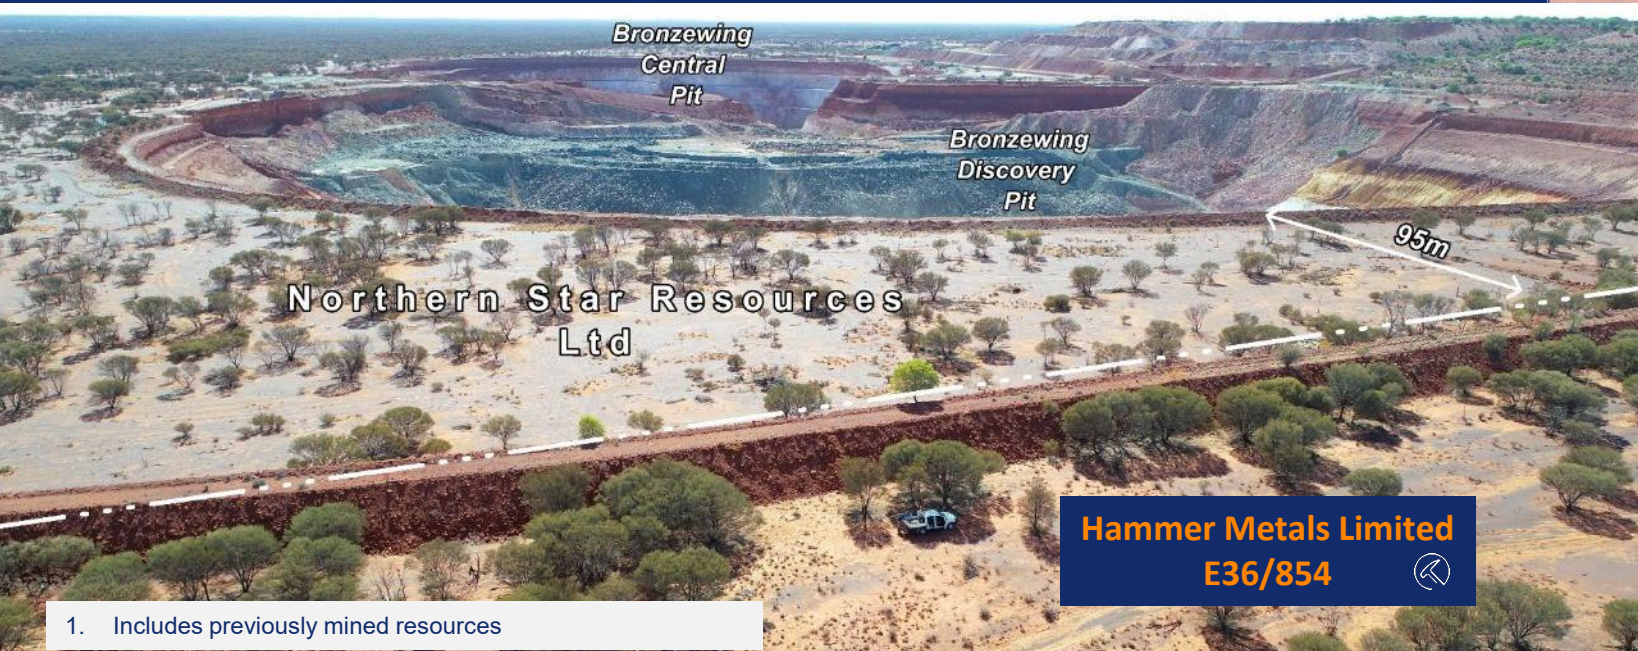 Bronzewing
Central
Pit
Bronzewing
Discovery
Pit
95m
Northern Star Resources
Ltd
Hammer Metals Limited
E36/854
1. Includes previously mined resources